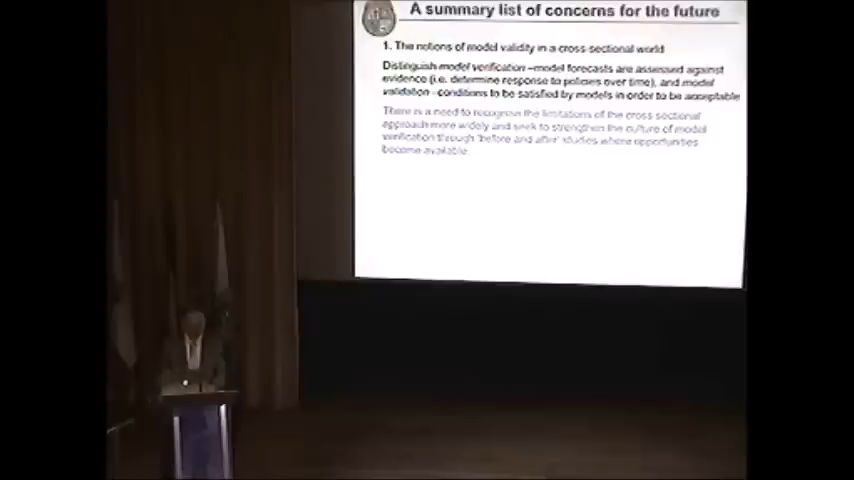 A summary list of concerns for the future
1. The notions of model validity in a cross-sectional world
Distinguish model verification –model forecasts are assessed against
evidence (i.e. determine response to policies over time), and model
validation –conditions to be satisfied by models in order to be acceptable
There is a need to recognise the limitations of the cross sectional
approach more widely and seek to strengthen the culture of model
verification through 'before and after' studies where opportunities
become available.